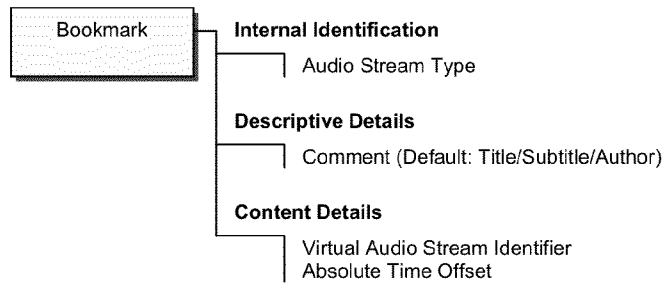 Bookmark
Internal Identification
Audio Stream Type
Descriptive Details
Comment (Default: Title/Subtitle/Author)
Content Details
Virtual Audio Stream Identifier
Absolute Time Offset